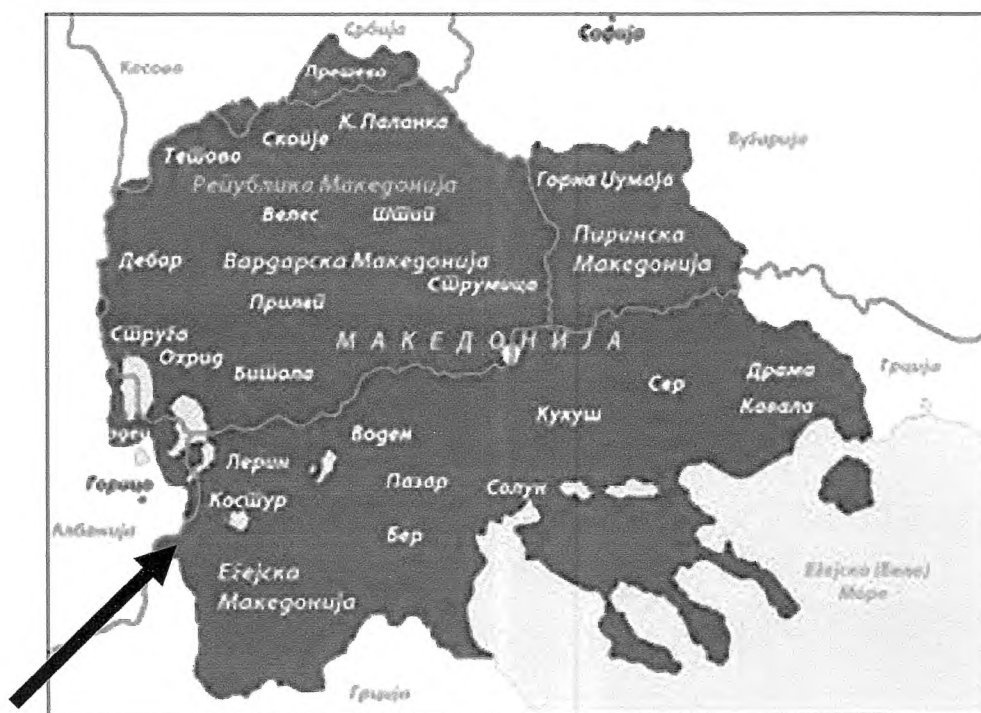 Србија
Софија
Косово
Прешево
К. Паланка
Скопје
Тетово
Бугарија
Република Македонија
Горна Џумаја
Велес
Штип
Пиринска
Македонија
Дебар
Вардарска Македонија
Струмица
Прилеп
Струга
МАКЕДОНИЈА
Охрид
Битола
Сер
Драма
Грција
Кукуш
Кавала
Воден
Лерин
Пазар
Солун
Горица
Костур
Албанија
Бер
Егејска
Македонија
Егејско (Бело)
Море
Грција